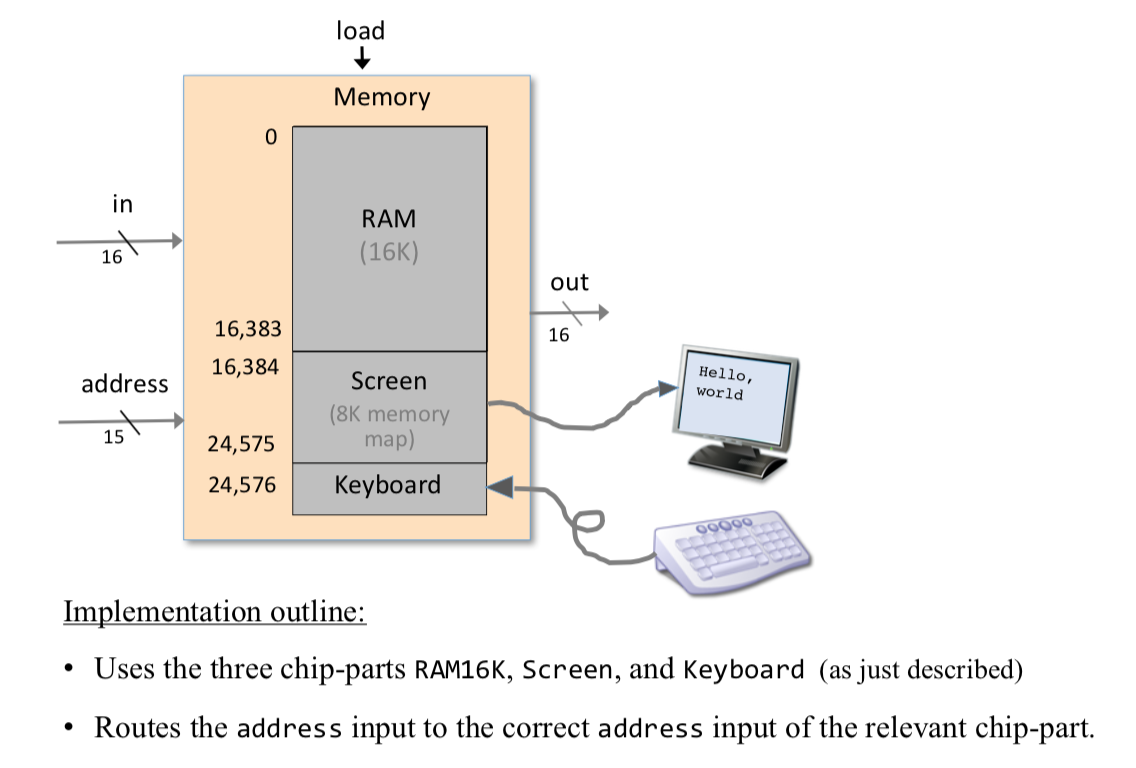 load
Memory
0
in
16
RAM
(16K)
out
16
16,383
16,384
address
15
Screen
(8K memory
map)
24,575
24,576
Keyboard
Hello,
world
Implementation outline:
• Uses the three chip-parts RAM16K, Screen, and Keyboard (as just described)
• Routes the address input to the correct address input of the relevant chip-part.